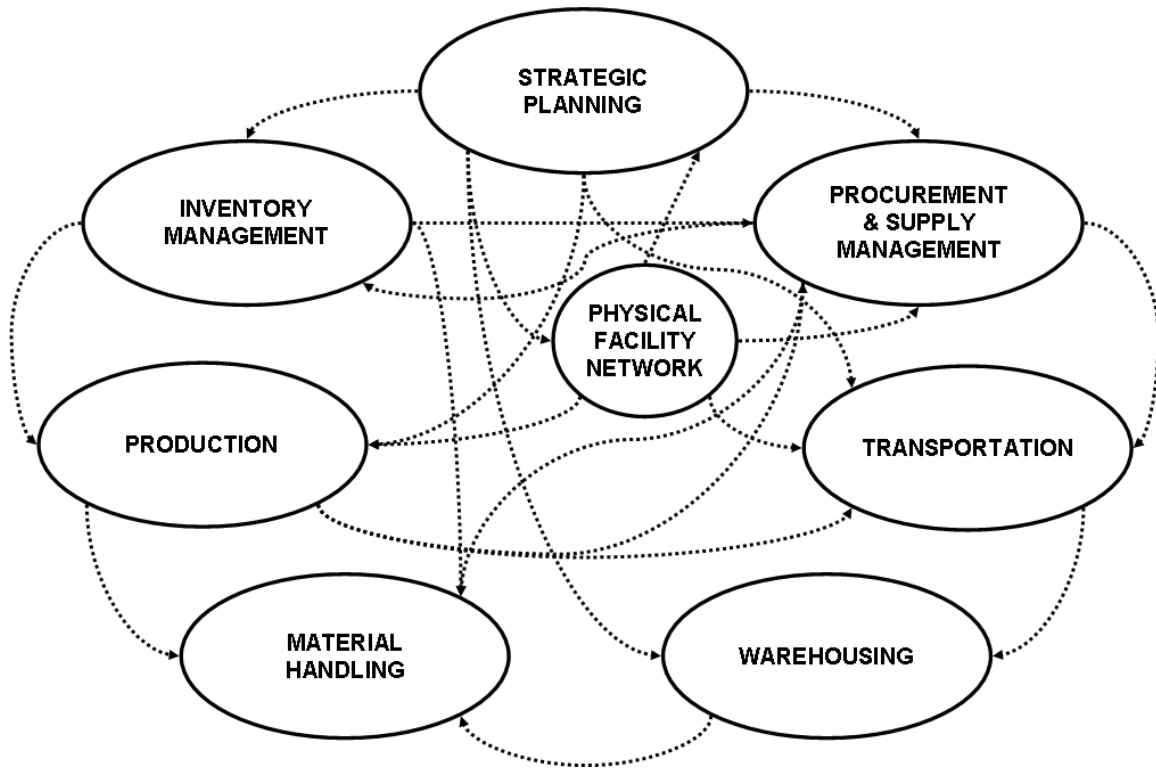 STRATEGIC
PLANNING
INVENTORY
MANAGEMENT
PROCUREMENT
& SUPPLY
MANAGEMENT
PHYSICAL
FACILITY
NETWORK
PRODUCTION
TRANSPORTATION
MATERIAL
HANDLING
WAREHOUSING